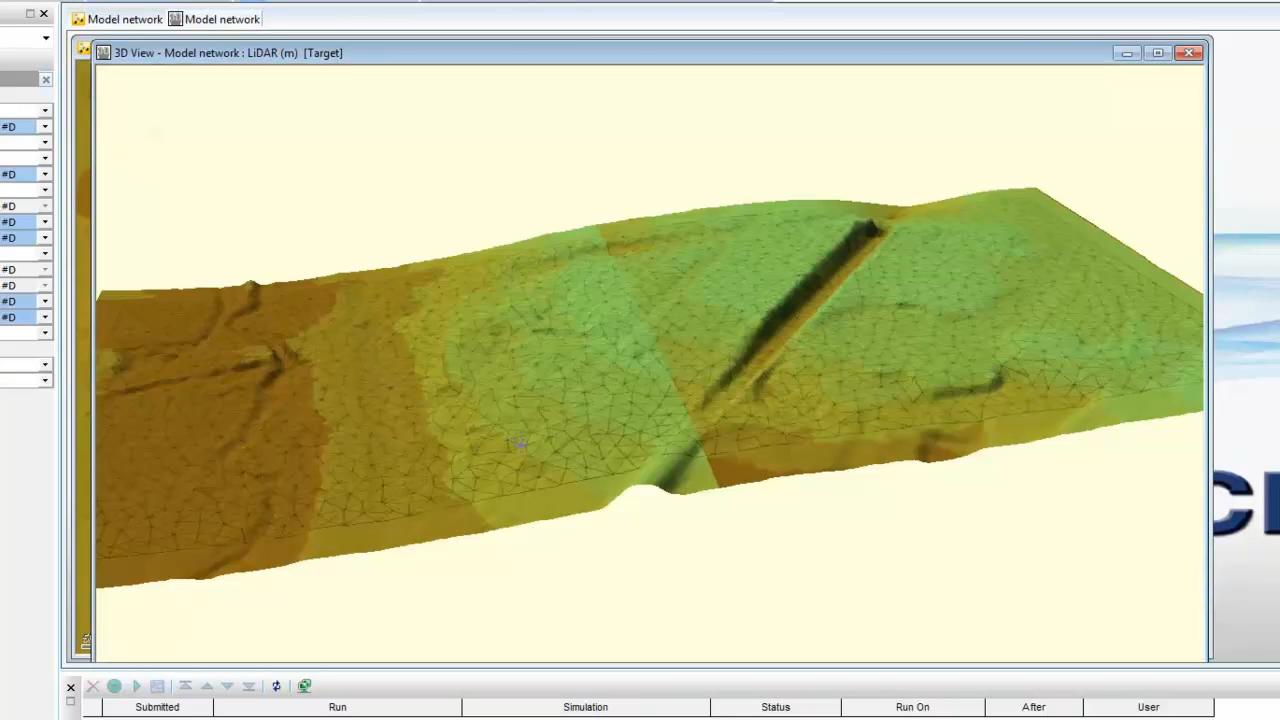 Model network Model network
3D View - Model network : LiDAR (m) [Target]
#D
#D
#D
#D
#D
#D
#D
#D
#D
#D
Submitted Run Simulation Status Run On After User